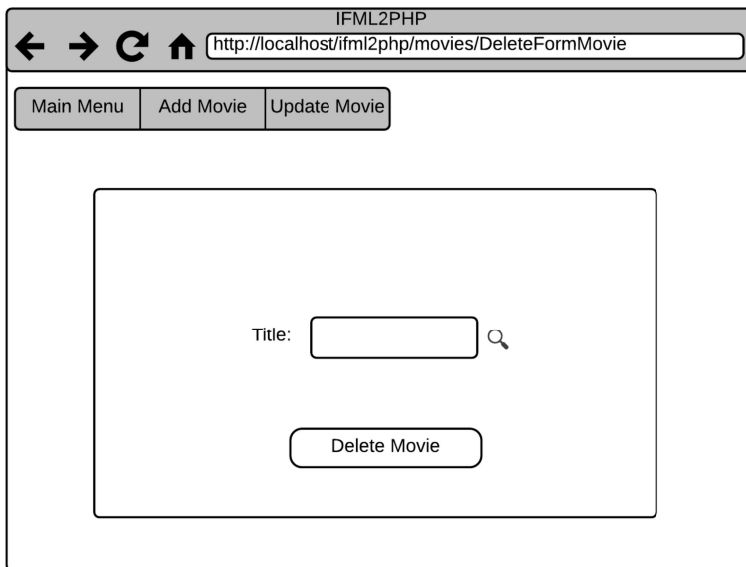 IFML2PHP
http://localhost/ifml2php/movies/DeleteFormMovie
Main Menu
Add Movie
Update Movie
Title:
Delete Movie